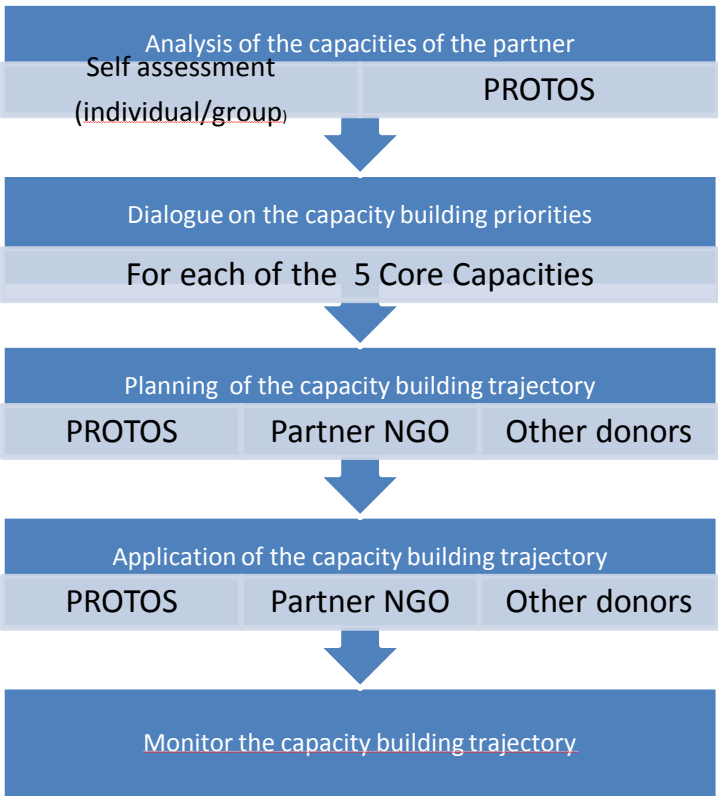 Analysis of the capacities of the partner
Self assessment
(individual/group)
PROTOS
Dialogue on the capacity building priorities
For each of the 5 Core Capacities
Planning of the capacity building trajectory
PROTOS Partner NGO Other donors
Application of the capacity building trajectory
PROTOS Partner NGO Other donors
Monitor the capacity building trajectory